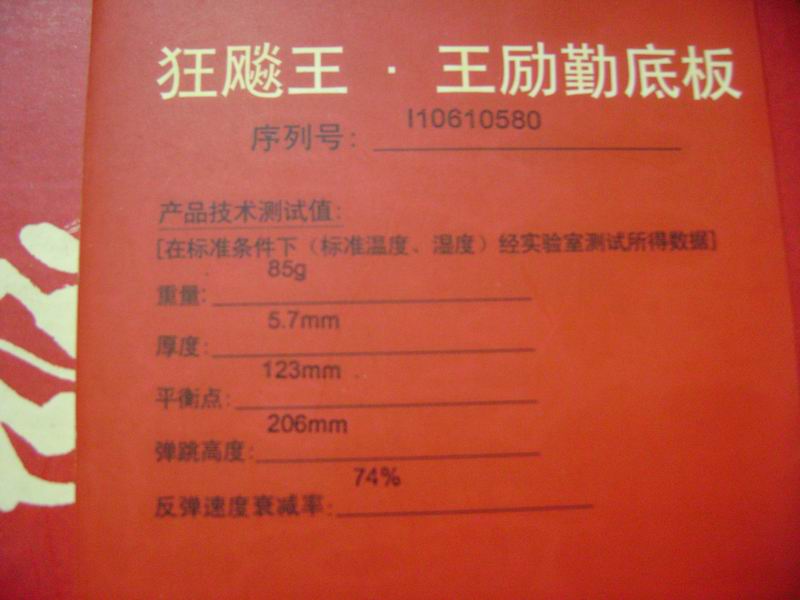 狂飚王·王励勤底板
序列号: I10610580
产品技术测试值:
[在标准条件下（标准温度、湿度）经实验室测试所得数据]
重量: 85g
厚度: 5.7mm
平衡点: 123mm
弹跳高度: 206mm
反弹速度衰减率: 74%